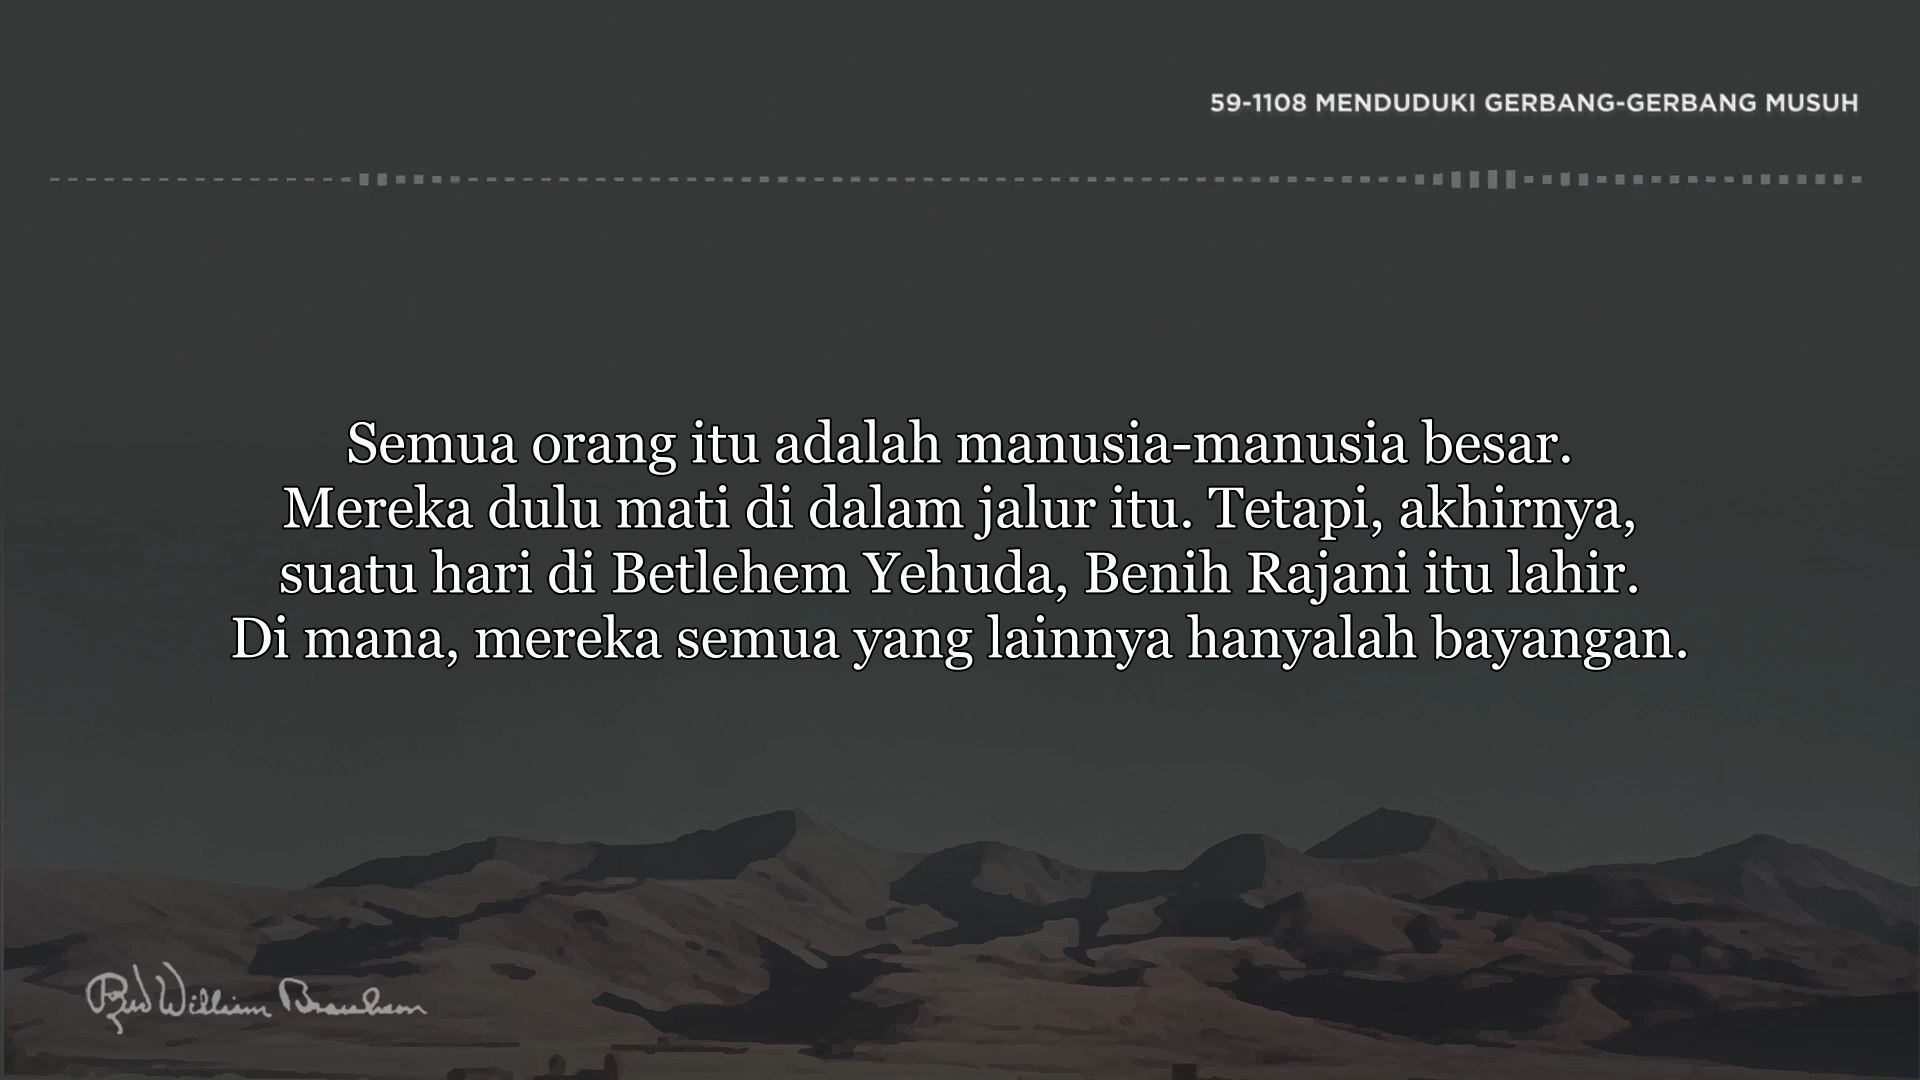 59-1108 MENDUDUKI GERBANG-GERBANG MUSUH
Semua orang itu adalah manusia-manusia besar.
Mereka dulu mati di dalam jalur itu. Tetapi, akhirnya,
suatu hari di Betlehem Yehuda, Benih Rajani itu lahir.
Di mana, mereka semua yang lainnya hanyalah bayangan.
William Branham